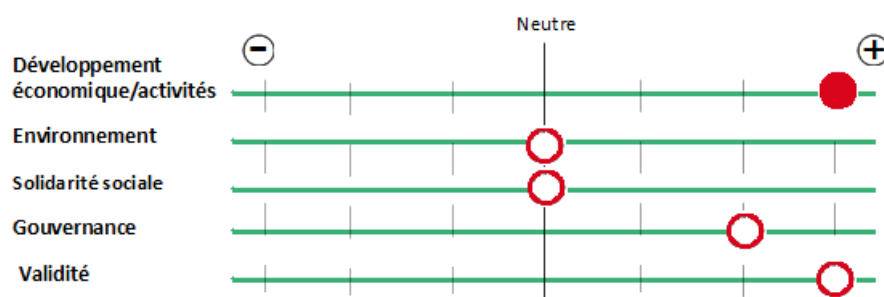 Neutre
− +
Développement
économique/activités
Environnement
Solidarité sociale
Gouvernance
Validité